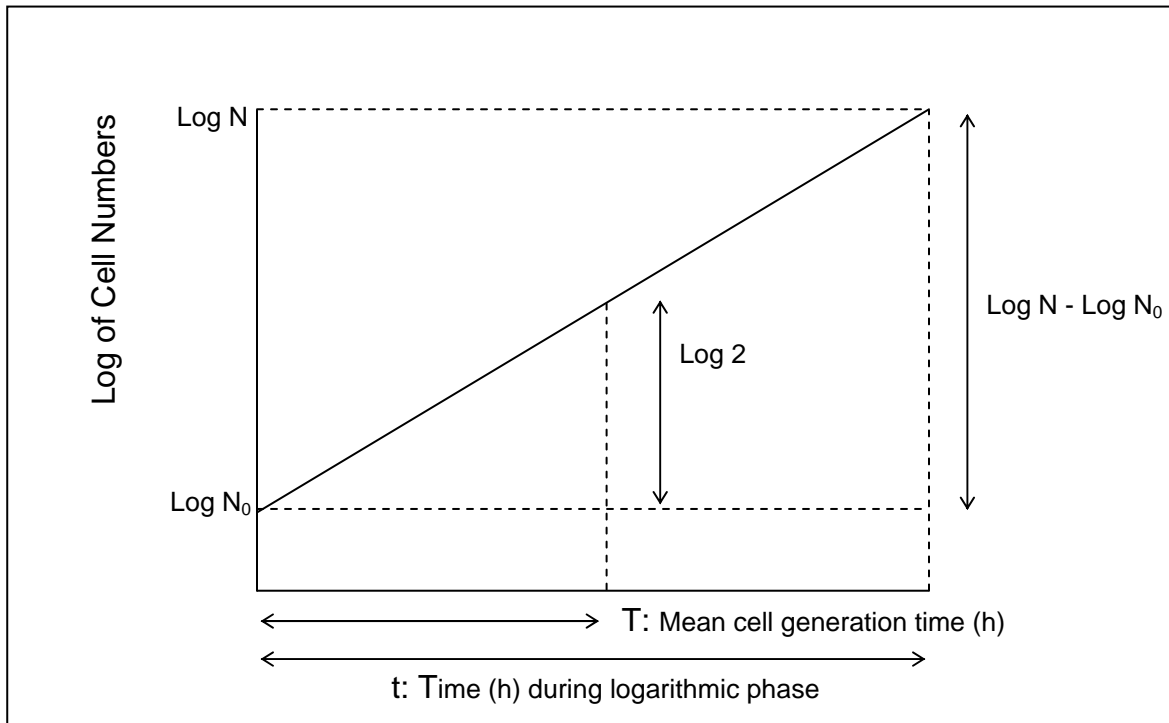 Log N
Log of Cell Numbers
Log N - Log N₀
Log 2
Log N₀
T: Mean cell generation time (h)
t: Time (h) during logarithmic phase